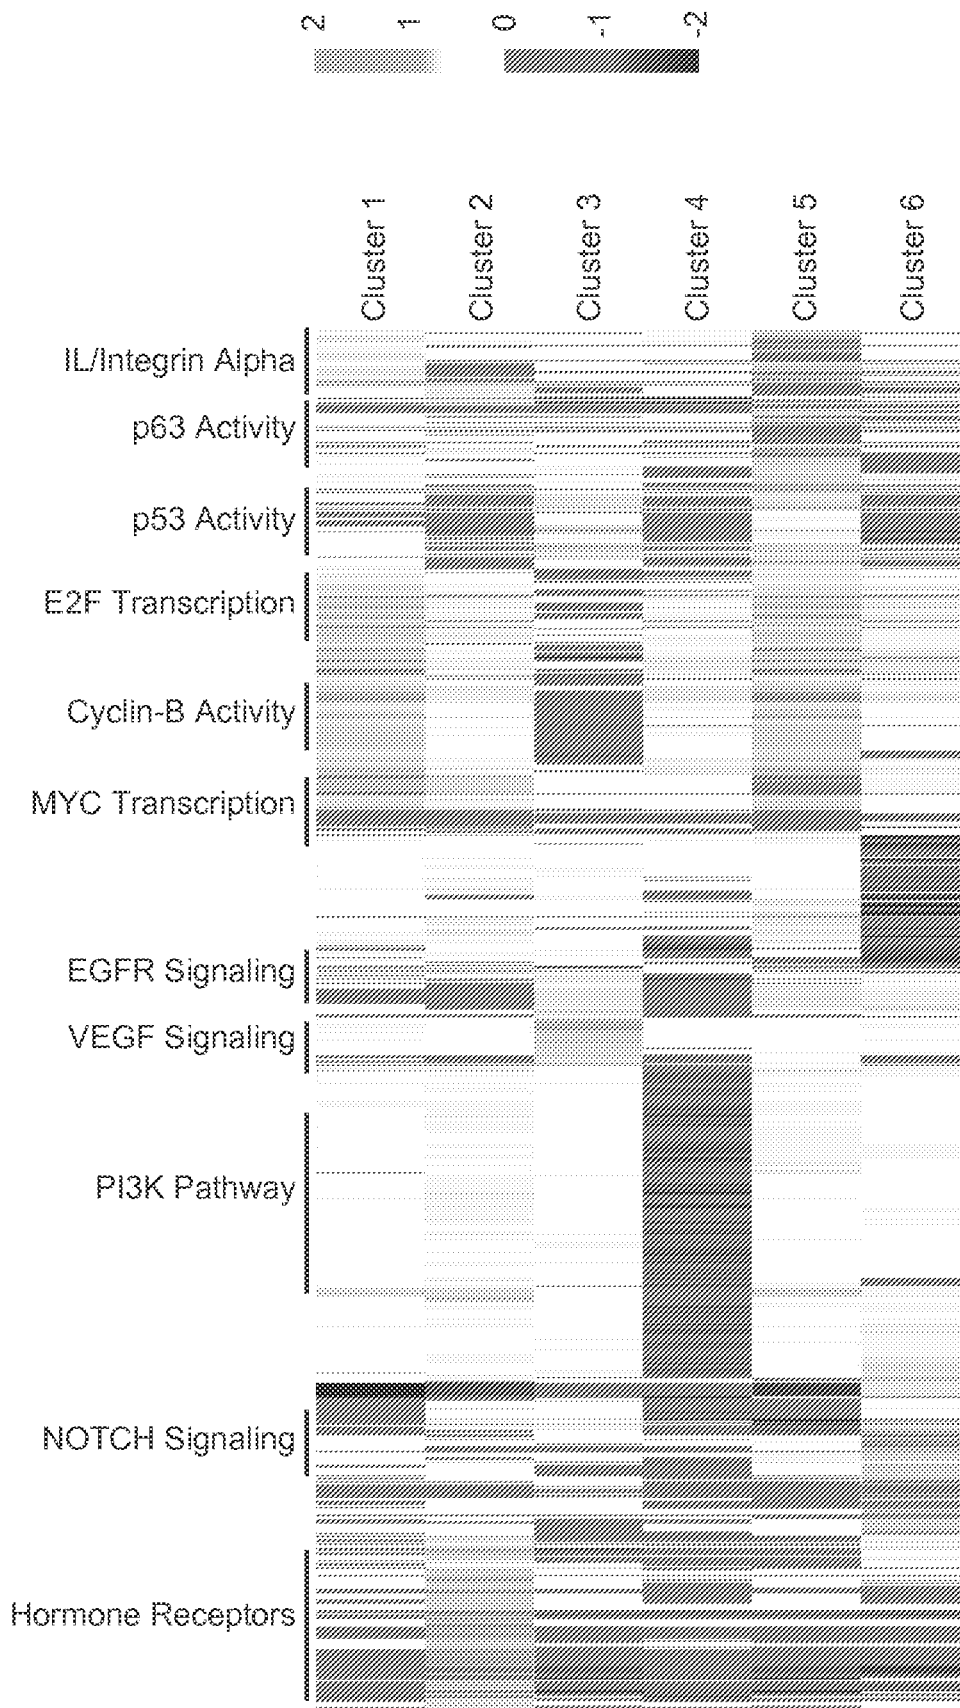 2 1 0 -1 -2
Cluster 1
Cluster 2
Cluster 3
Cluster 4
Cluster 5
Cluster 6
IL/Integrin Alpha
p63 Activity
p53 Activity
E2F Transcription
Cyclin-B Activity
MYC Transcription
EGFR Signaling
VEGF Signaling
PI3K Pathway
NOTCH Signaling
Hormone Receptors